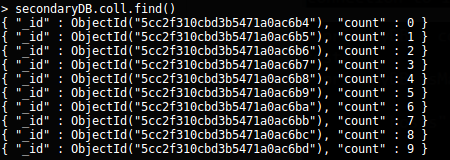 > secondaryDB.coll.find()
{ "_id" : ObjectId("5cc2f310cbd3b5471a0ac6b4"), "count" : 0 }
{ "_id" : ObjectId("5cc2f310cbd3b5471a0ac6b5"), "count" : 1 }
{ "_id" : ObjectId("5cc2f310cbd3b5471a0ac6b6"), "count" : 2 }
{ "_id" : ObjectId("5cc2f310cbd3b5471a0ac6b7"), "count" : 3 }
{ "_id" : ObjectId("5cc2f310cbd3b5471a0ac6b8"), "count" : 4 }
{ "_id" : ObjectId("5cc2f310cbd3b5471a0ac6b9"), "count" : 5 }
{ "_id" : ObjectId("5cc2f310cbd3b5471a0ac6ba"), "count" : 6 }
{ "_id" : ObjectId("5cc2f310cbd3b5471a0ac6bb"), "count" : 7 }
{ "_id" : ObjectId("5cc2f310cbd3b5471a0ac6bc"), "count" : 8 }
{ "_id" : ObjectId("5cc2f310cbd3b5471a0ac6bd"), "count" : 9 }